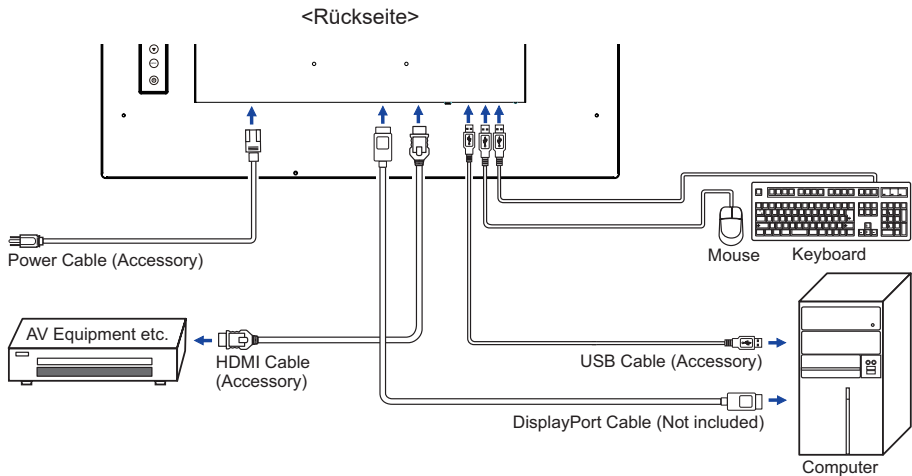 <Rückseite>
Power Cable (Accessory)
Mouse
Keyboard
AV Equipment etc.
HDMI Cable
(Accessory)
USB Cable (Accessory)
DisplayPort Cable (Not included)
Computer